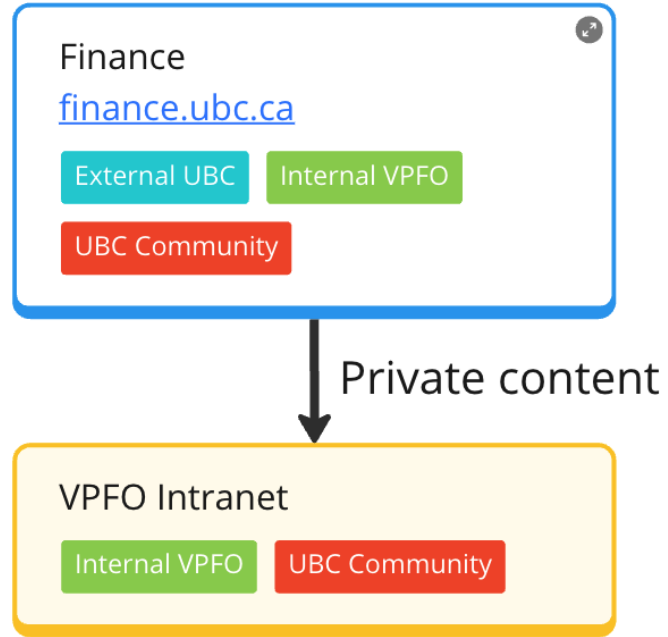 Finance
finance.ubc.ca
External UBC Internal VPFO
UBC Community
Private content
VPFO Intranet
Internal VPFO UBC Community